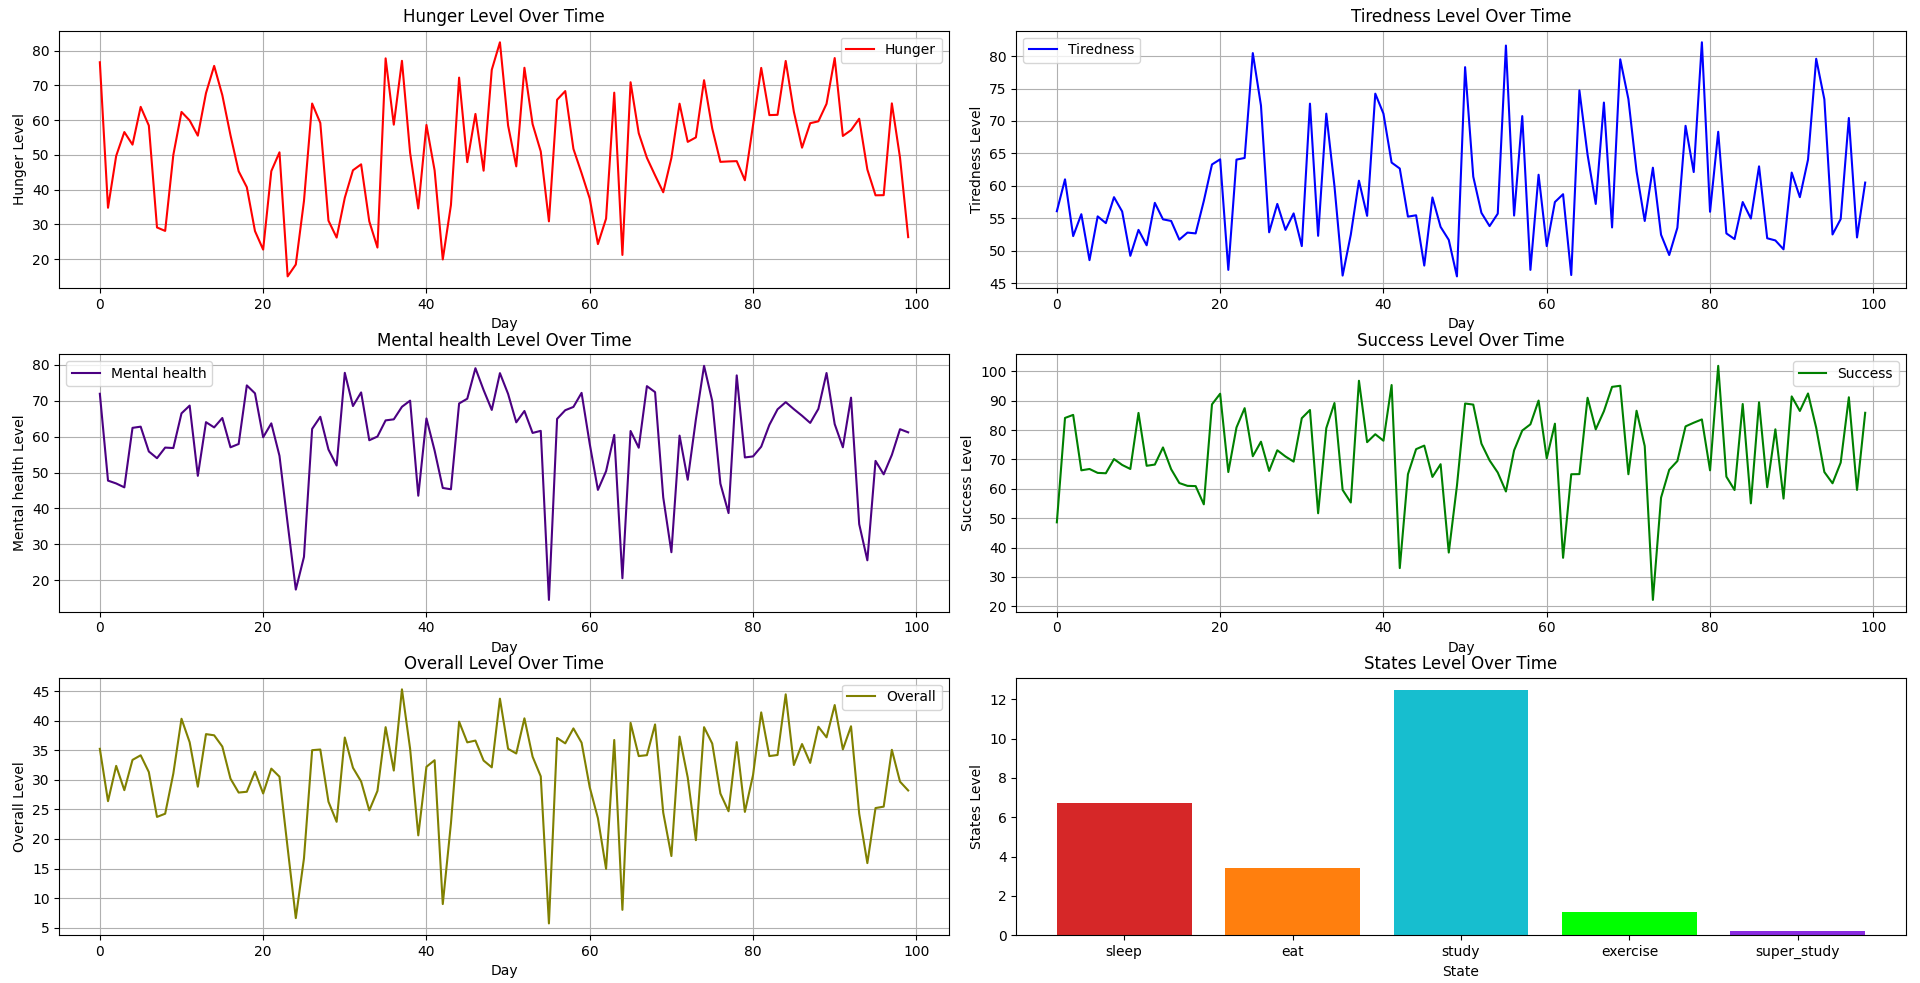 Hunger Level Over Time
Hunger Level
80
70
60
50
40
30
20
Hunger
0 20 40 60 80 100
Day
Tiredness Level Over Time
Tiredness Level
80
75
70
65
60
55
50
45
Tiredness
0 20 40 60 80 100
Day
Mental health Level Over Time
Mental health Level
80
70
60
50
40
30
20
Mental health
0 20 40 60 80 100
Day
Success Level Over Time
Success Level
100
90
80
70
60
50
40
30
20
Success
0 20 40 60 80 100
Day
Overall Level Over Time
Overall Level
45
40
35
30
25
20
15
10
5
Overall
0 20 40 60 80 100
Day
States Level Over Time
States Level
12
10
8
6
4
2
0
sleep eat study exercise super_study
State